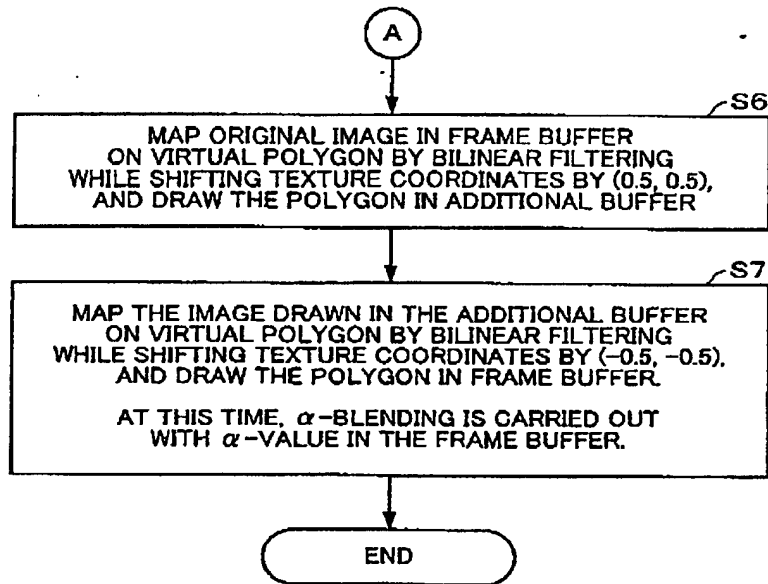 A
S6
MAP ORIGINAL IMAGE IN FRAME BUFFER
ON VIRTUAL POLYGON BY BILINEAR FILTERING
WHILE SHIFTING TEXTURE COORDINATES BY (0.5, 0.5),
AND DRAW THE POLYGON IN ADDITIONAL BUFFER
S7
MAP THE IMAGE DRAWN IN THE ADDITIONAL BUFFER
ON VIRTUAL POLYGON BY BILINEAR FILTERING
WHILE SHIFTING TEXTURE COORDINATES BY (−0.5, −0.5),
AND DRAW THE POLYGON IN FRAME BUFFER.
AT THIS TIME, α−BLENDING IS CARRIED OUT
WITH α−VALUE IN THE FRAME BUFFER.
END